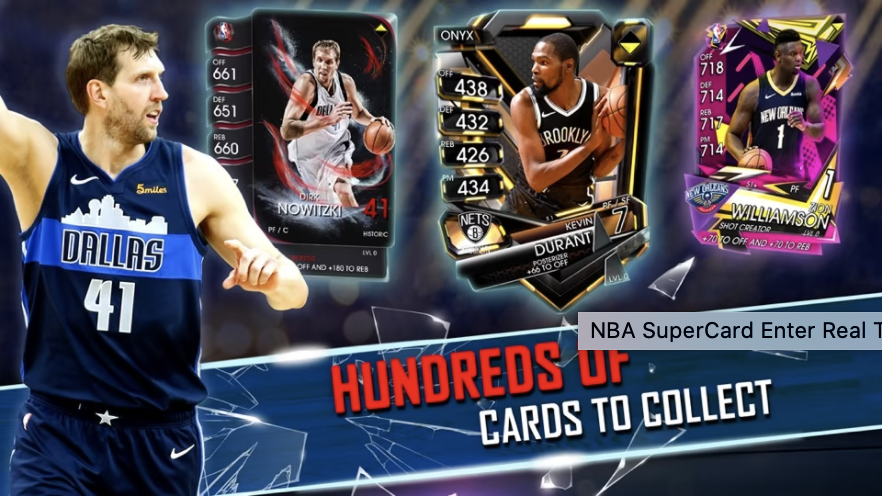 OFF
661
DEF
651
REB
660
DIRK
NOWITZKI
41
PF / C
HISTORIC
LVL 0
OFF AND +180 TO REB
ONYX
OFF
438
DEF
432
REB
426
PM
434
BROOKLYN
NETS
B
PF / SF
KEVIN
7
DURANT
POSTERIZER
+66 TO OFF
LVL 0
OFF
718
DEF
714
REB
717
PM
714
NEW ORLEANS
1
PF
1
NEW ORLEANS
ZION
WILLIAMSON
SHOT CREATOR
LVL 0
+70 TO OFF AND +70 TO REB
5miles
DALLAS
41
NBA SuperCard Enter Real T
HUNDREDS OF
CARDS TO COLLECT